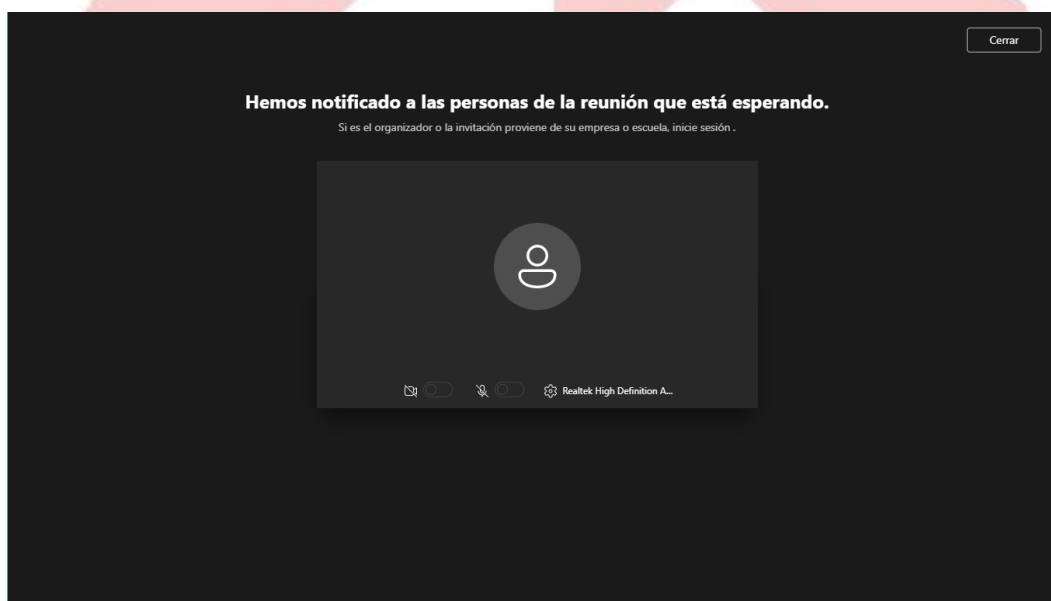 Cerrar
Hemos notificado a las personas de la reunión que está esperando.
Si es el organizador o la invitación proviene de su empresa o escuela, inicie sesión .
Realtek High Definition A...